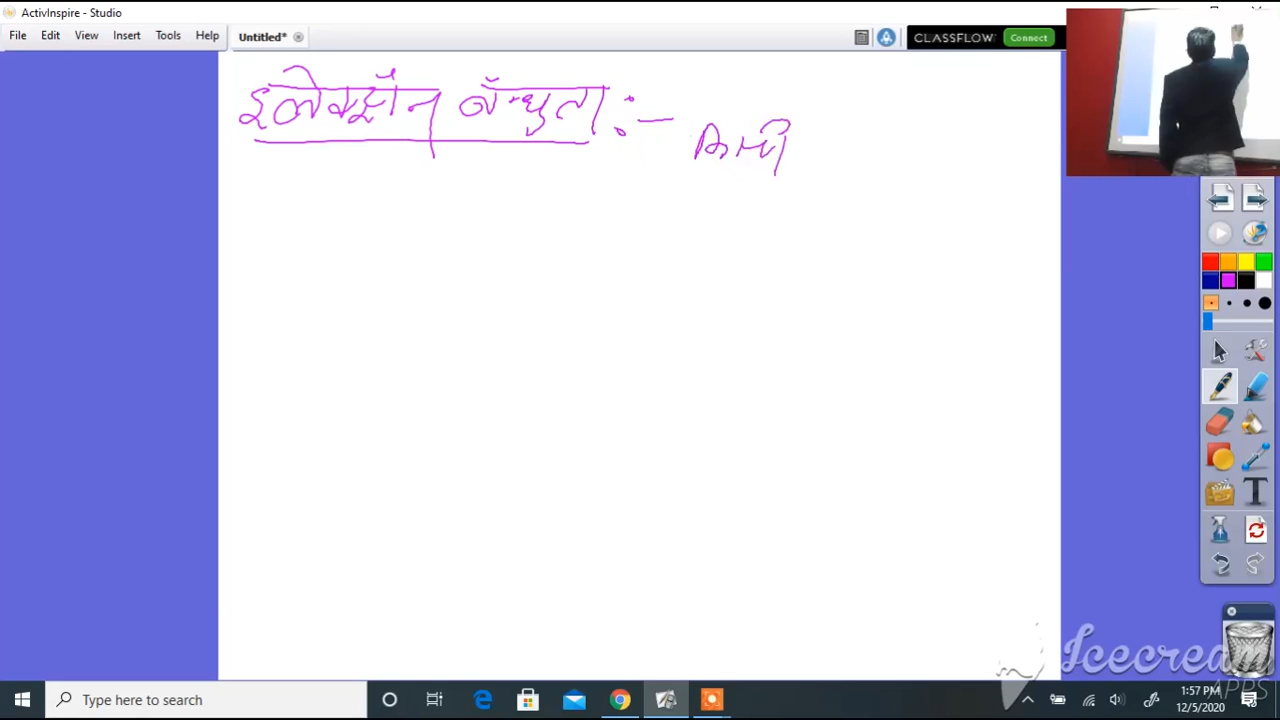 ActivInspire - Studio
File Edit View Insert Tools Help
Untitled*
CLASSFLOW Connect
इलेक्ट्रॉन बन्धुता :- किसी
T
Icecream
APPS
Type here to search
1:57 PM
12/5/2020